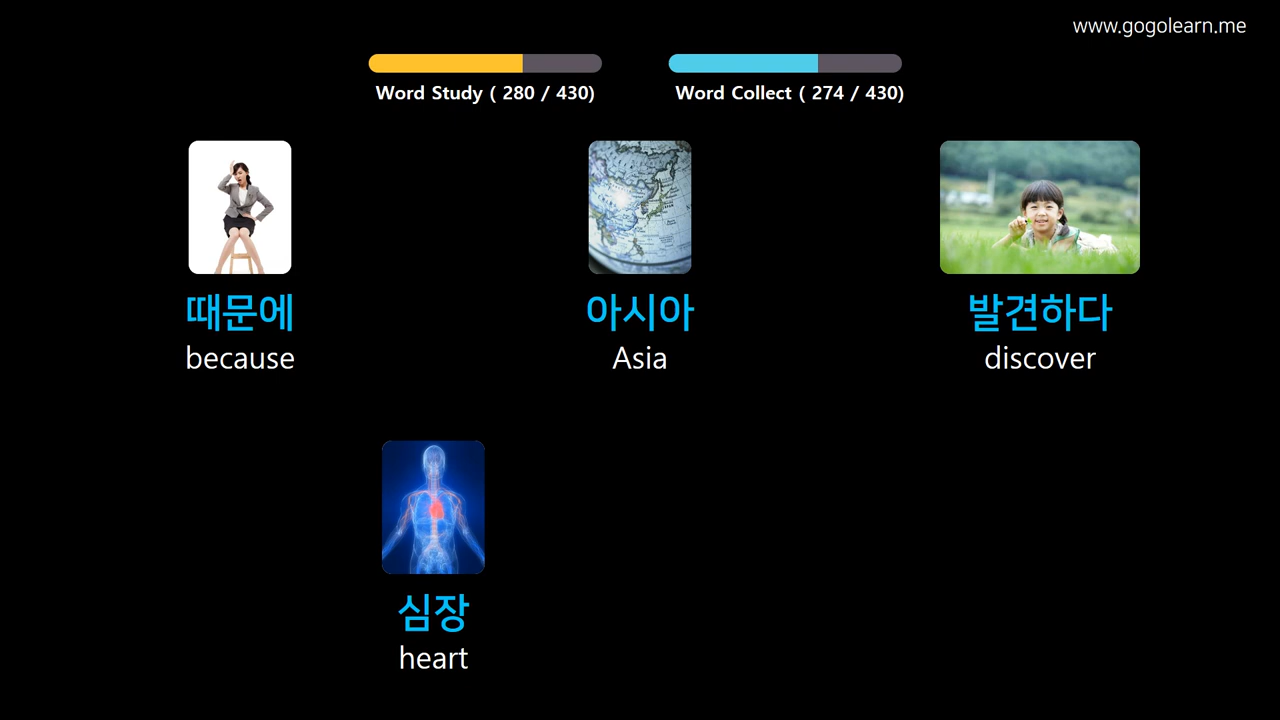 www.gogolearn.me
Word Study ( 280 / 430)
Word Collect ( 274 / 430)
때문에
because
아시아
Asia
발견하다
discover
심장
heart